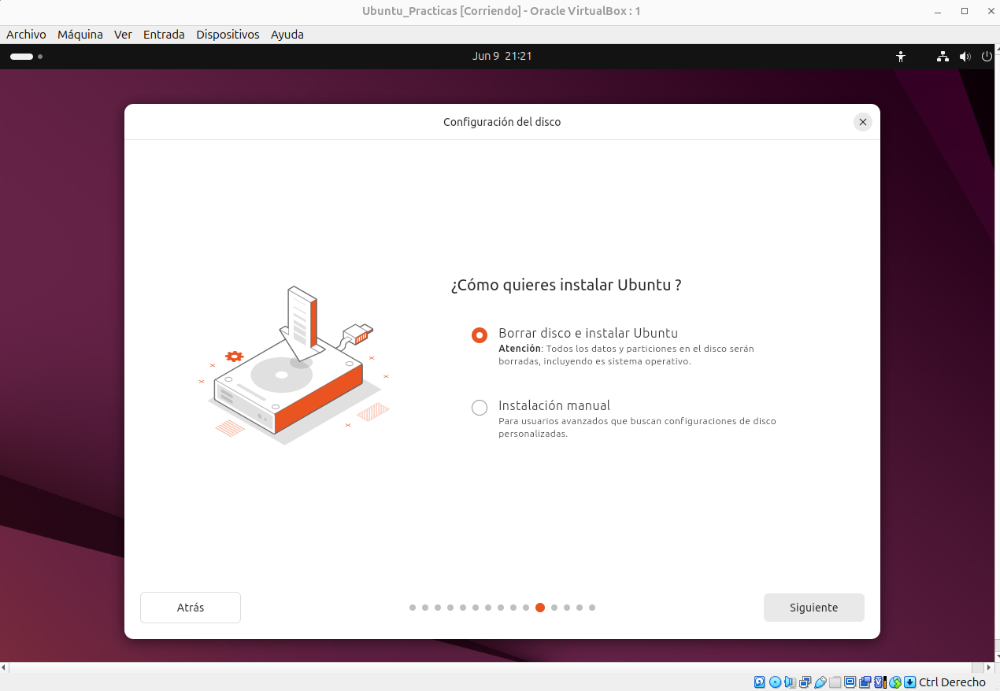 Ubuntu_Practicas [Corriendo] - Oracle VirtualBox : 1
Archivo Máquina Ver Entrada Dispositivos Ayuda
Jun 9 21:21
Configuración del disco
¿Cómo quieres instalar Ubuntu ?
Borrar disco e instalar Ubuntu
Atención: Todos los datos y particiones en el disco serán
borradas, incluyendo es sistema operativo.
Instalación manual
Para usuarios avanzados que buscan configuraciones de disco
personalizadas.
Atrás
Siguiente
Ctrl Derecho